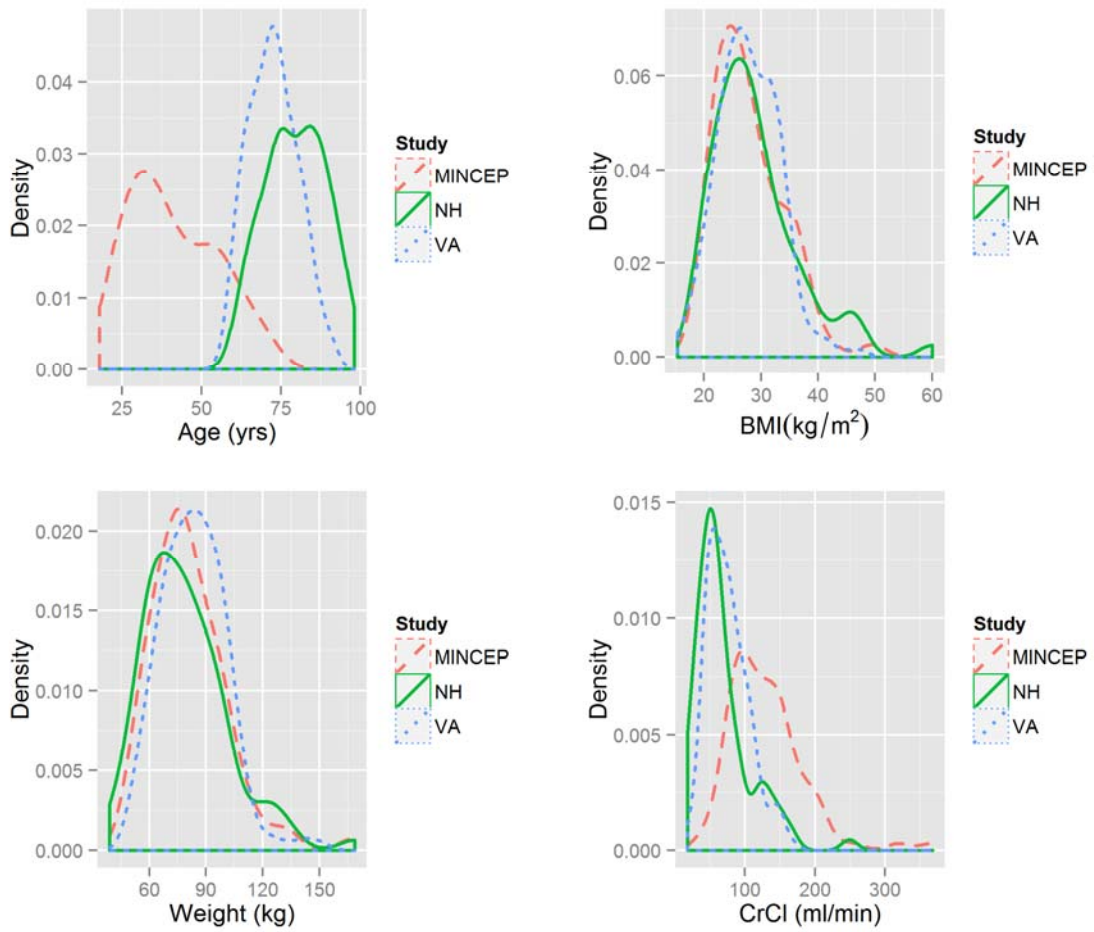 0.04
0.03
0.02
0.01
0.00
Density
25 50 75 100
Age (yrs)
Study
MINCEP
NH
VA
0.06
0.04
0.02
0.00
Density
20 30 40 50 60
BMI(kg/m²)
Study
MINCEP
NH
VA
0.020
0.015
0.010
0.005
0.000
Density
60 90 120 150
Weight (kg)
Study
MINCEP
NH
VA
0.015
0.010
0.005
0.000
Density
100 200 300
CrCl (ml/min)
Study
MINCEP
NH
VA